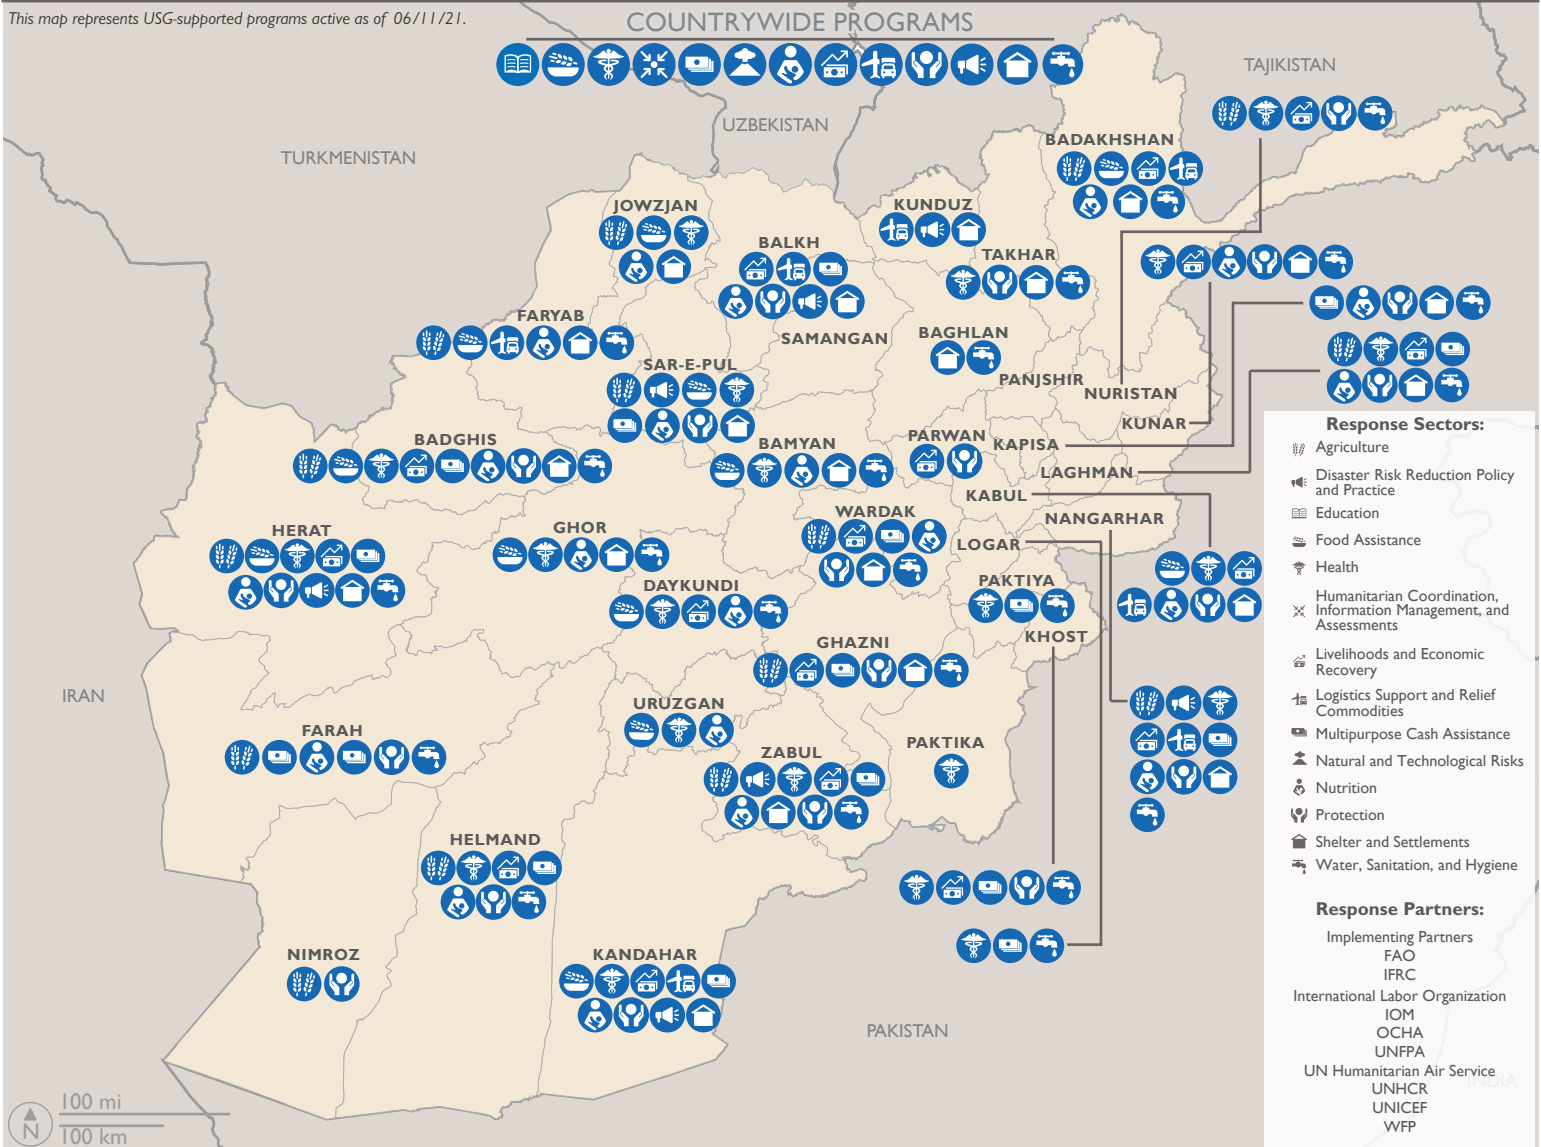 This map represents USG-supported programs active as of 06/11/21.
COUNTRYWIDE PROGRAMS
TAJIKISTAN
UZBEKISTAN
TURKMENISTAN
BADAKHSHAN
JOWZJAN
KUNDUZ
BALKH
TAKHAR
FARYAB
SAMANGAN
BAGHLAN
SAR-E-PUL
PANJSHIR
NURISTAN
KUNAR
BADGHIS
BAMYAN
PARWAN
KAPISA
LAGHMAN
KABUL
HERAT
GHOR
WARDAK
NANGARHAR
LOGAR
DAYKUNDI
PAKTIYA
GHAZNI
KHOST
IRAN
URUZGAN
FARAH
ZABUL
PAKTIKA
HELMAND
NIMROZ
KANDAHAR
PAKISTAN
100 mi
100 km
N
Response Sectors:
Agriculture
Disaster Risk Reduction Policy
and Practice
Education
Food Assistance
Health
Humanitarian Coordination,
Information Management, and
Assessments
Livelihoods and Economic
Recovery
Logistics Support and Relief
Commodities
Multipurpose Cash Assistance
Natural and Technological Risks
Nutrition
Protection
Shelter and Settlements
Water, Sanitation, and Hygiene
Response Partners:
Implementing Partners
FAO
IFRC
International Labor Organization
IOM
OCHA
UNFPA
UN Humanitarian Air Service
UNHCR
UNICEF
WFP
INDIA